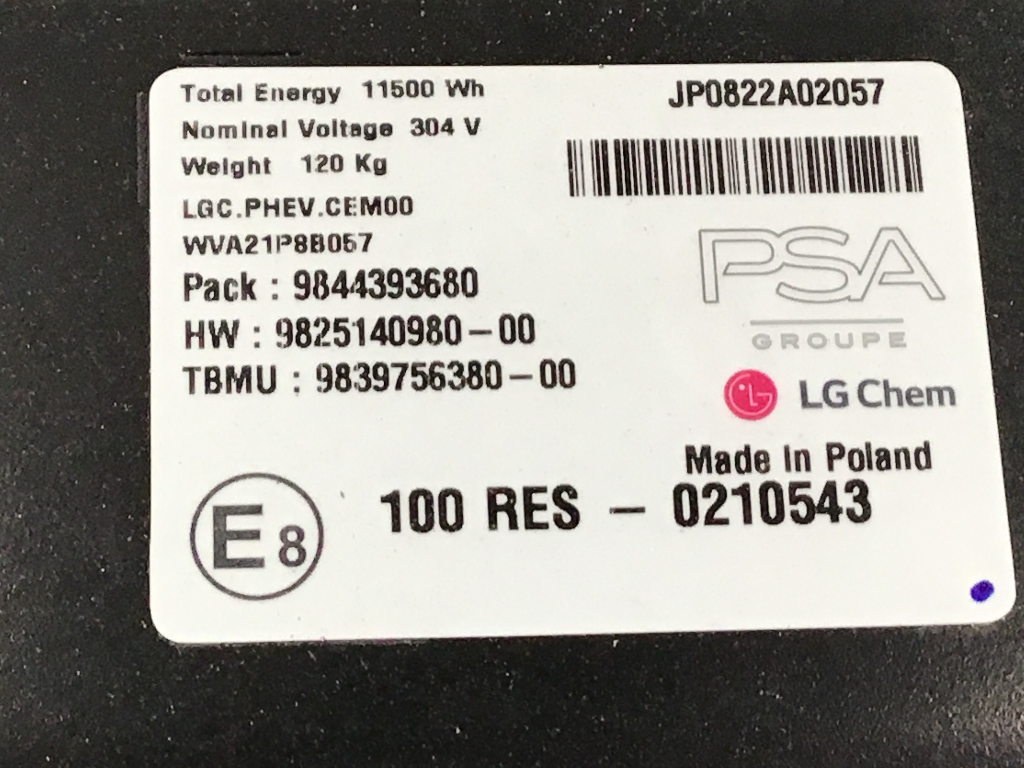 Total Energy 11500 Wh
Nominal Voltage 304 V
Weight 120 Kg
LGC.PHEV.CEM00
WVA21P8B057
Pack : 9844393680
HW : 9825140980-00
TBMU : 9839756380-00
JP0822A02057
PSA
GROUPE
LG Chem
Made in Poland
E8
100 RES - 0210543